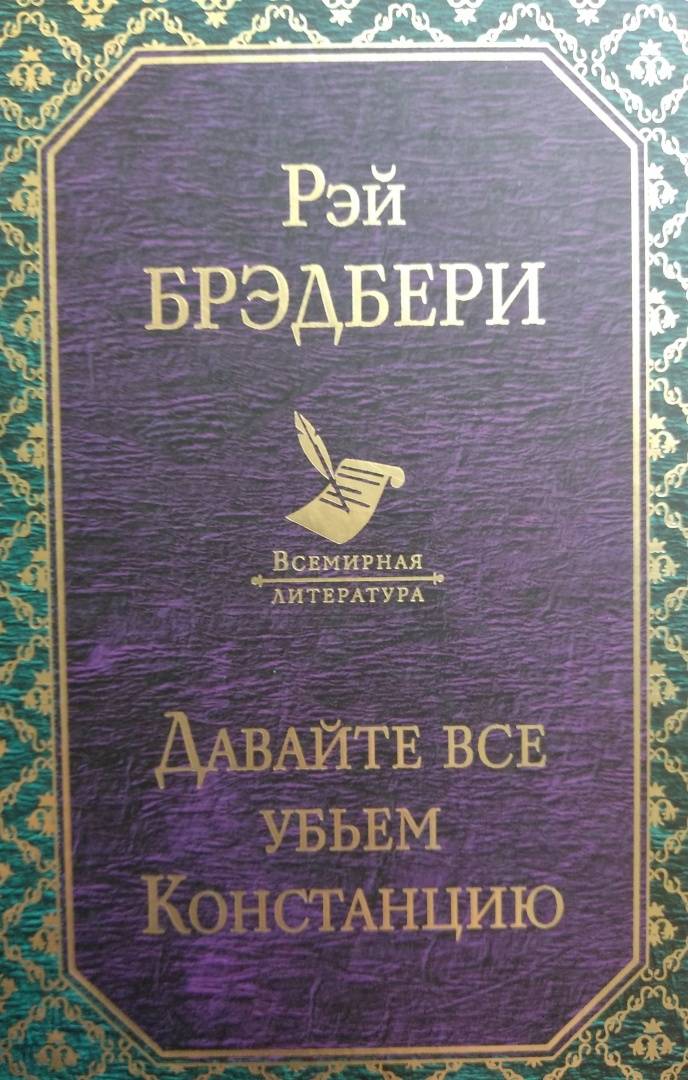 Рэй
БРЭДБЕРИ
Всемирная
литература
Давайте все
убьем
Констанцию